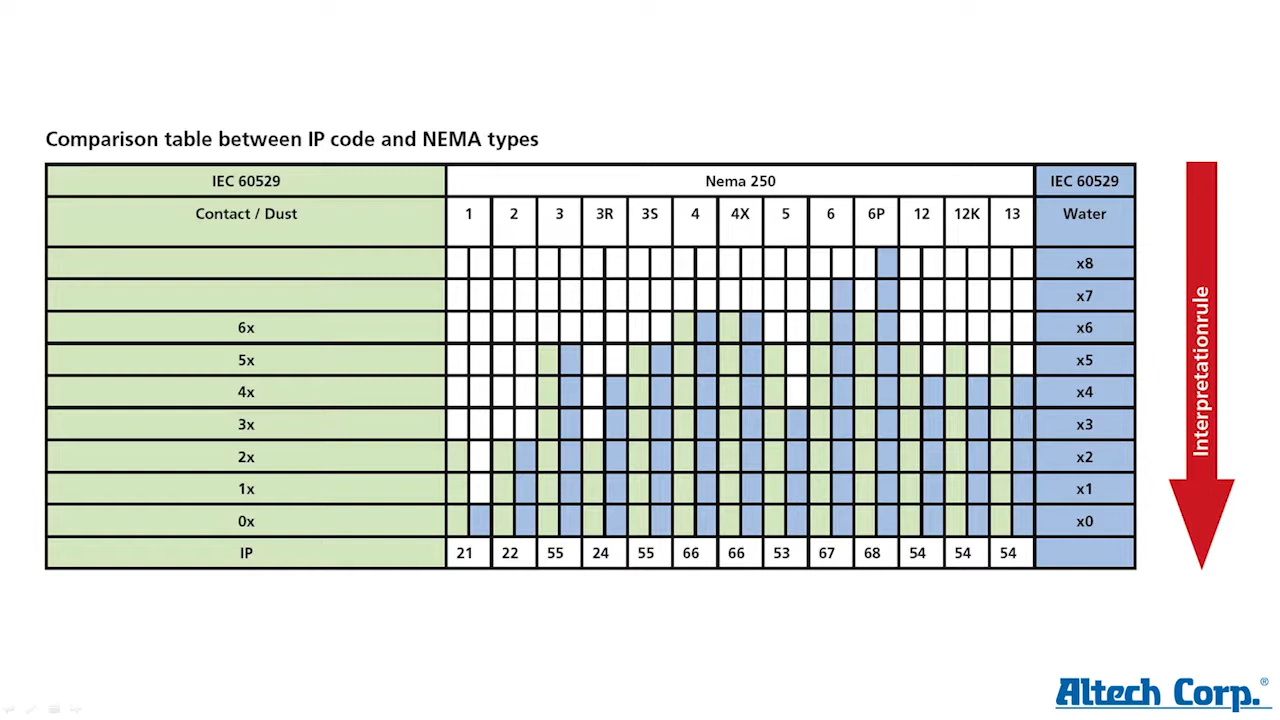 Comparison table between IP code and NEMA types
IEC 60529 Nema 250 IEC 60529
Contact / Dust 1 2 3 3R 3S 4 4X 5 6 6P 12 12K 13 Water
x8
x7
6x x6
5x x5
4x x4
3x x3
2x x2
1x x1
0x x0
IP 21 22 55 24 55 66 66 53 67 68 54 54 54
Interpretationrule
Altech Corp.®